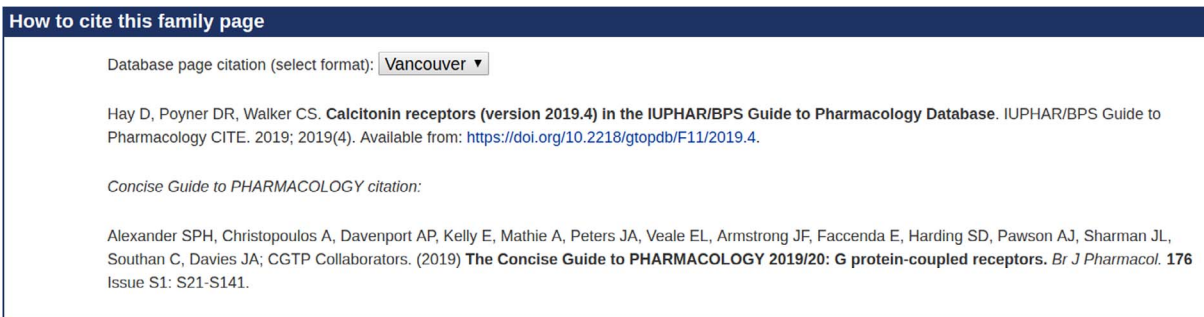 How to cite this family page
Database page citation (select format): Vancouver ▼
Hay D, Poyner DR, Walker CS. Calcitonin receptors (version 2019.4) in the IUPHAR/BPS Guide to Pharmacology Database. IUPHAR/BPS Guide to
Pharmacology CITE. 2019; 2019(4). Available from: https://doi.org/10.2218/gtopdb/F11/2019.4.
Concise Guide to PHARMACOLOGY citation:
Alexander SPH, Christopoulos A, Davenport AP, Kelly E, Mathie A, Peters JA, Veale EL, Armstrong JF, Faccenda E, Harding SD, Pawson AJ, Sharman JL,
Southan C, Davies JA; CGTP Collaborators. (2019) The Concise Guide to PHARMACOLOGY 2019/20: G protein-coupled receptors. Br J Pharmacol. 176
Issue S1: S21-S141.